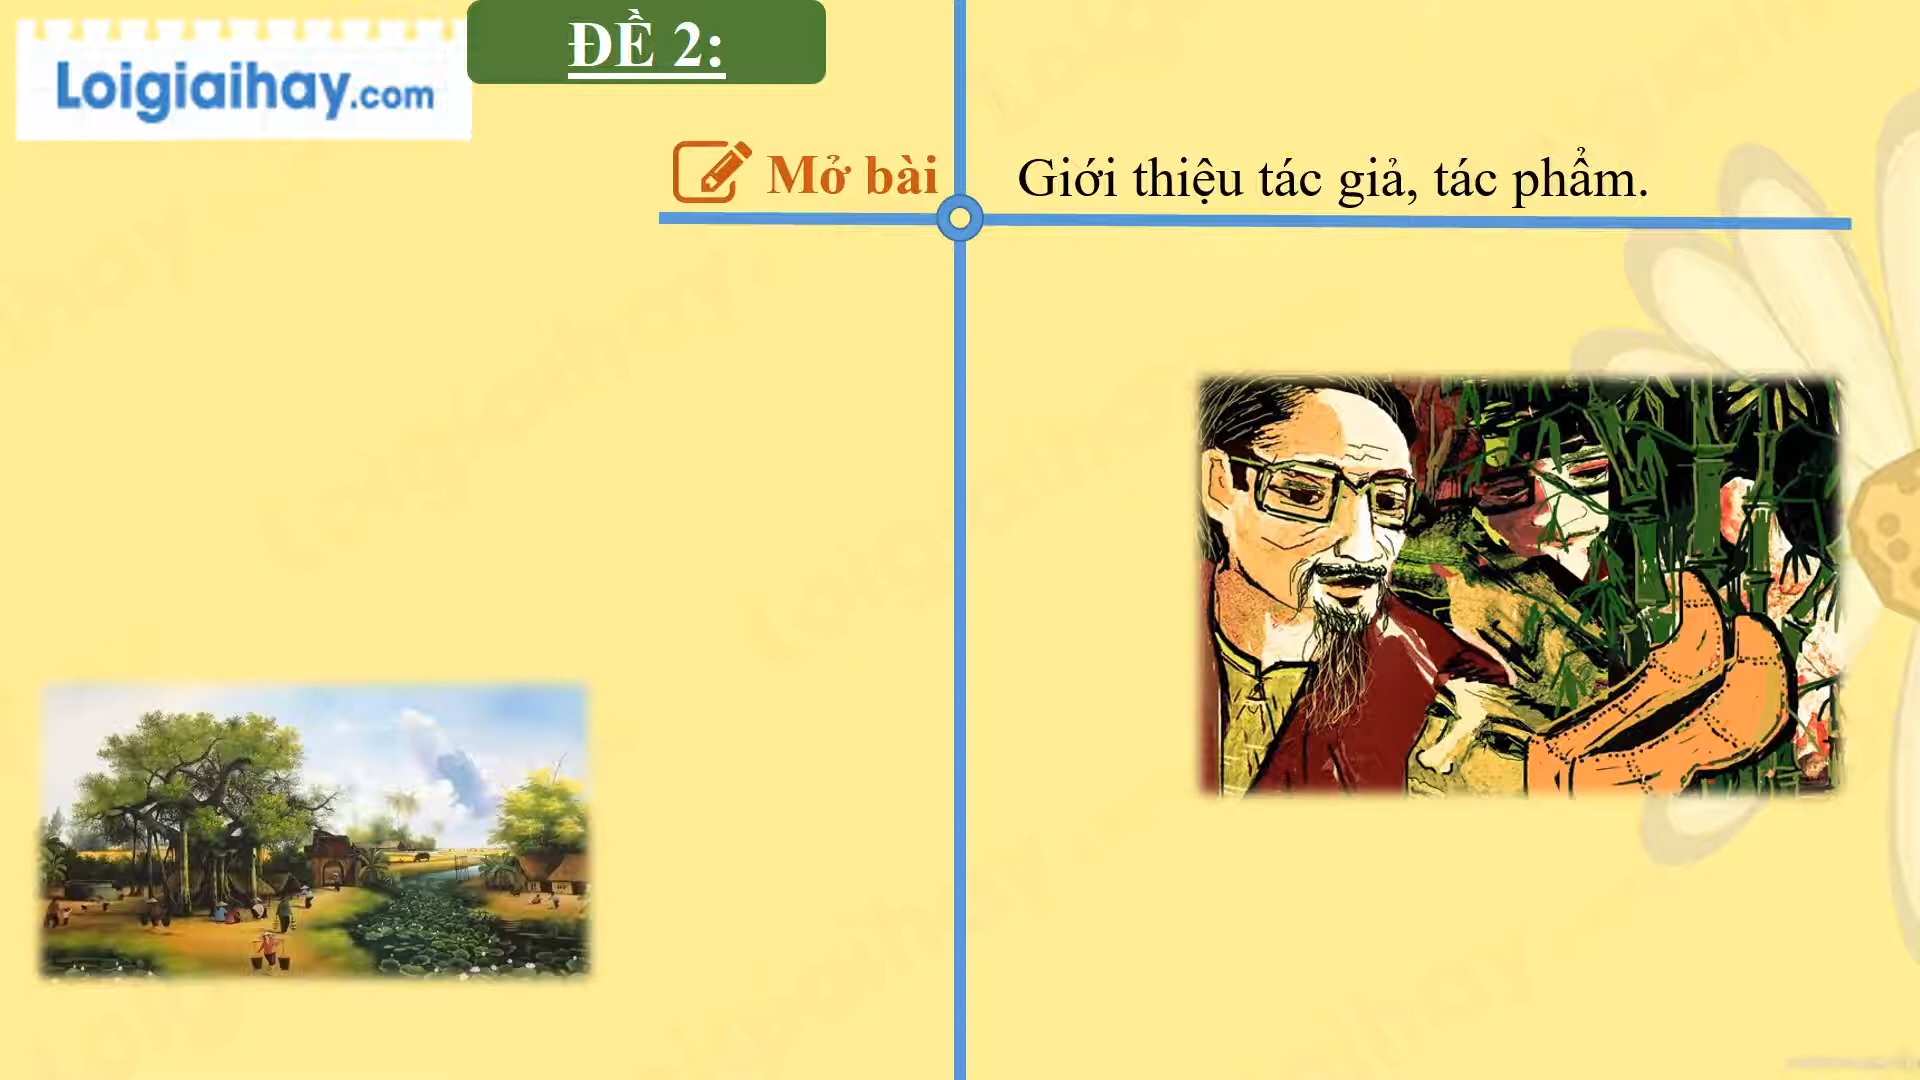 Loigiaihay.com
ĐỀ 2:
Mở bài
Giới thiệu tác giả, tác phẩm.